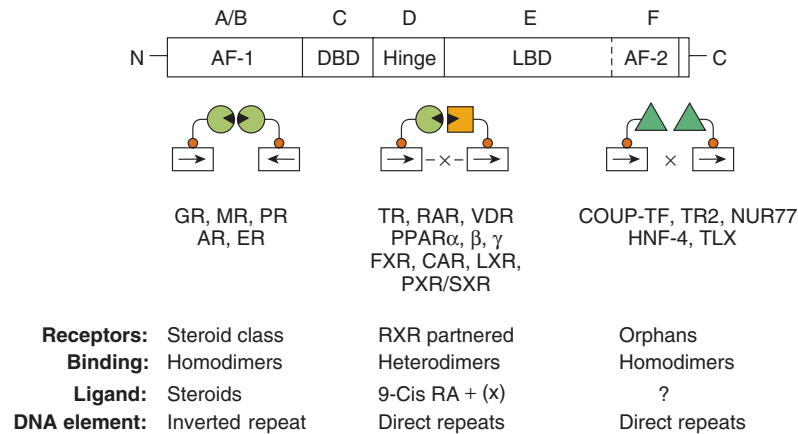 A/B C D E F
N AF-1 DBD Hinge LBD AF-2 C
-×- ×
GR, MR, PR TR, RAR, VDR COUP-TF, TR2, NUR77
AR, ER PPARα, β, γ HNF-4, TLX
FXR, CAR, LXR,
PXR/SXR
Receptors: Steroid class RXR partnered Orphans
Binding: Homodimers Heterodimers Homodimers
Ligand: Steroids 9-Cis RA + (x) ?
DNA element: Inverted repeat Direct repeats Direct repeats